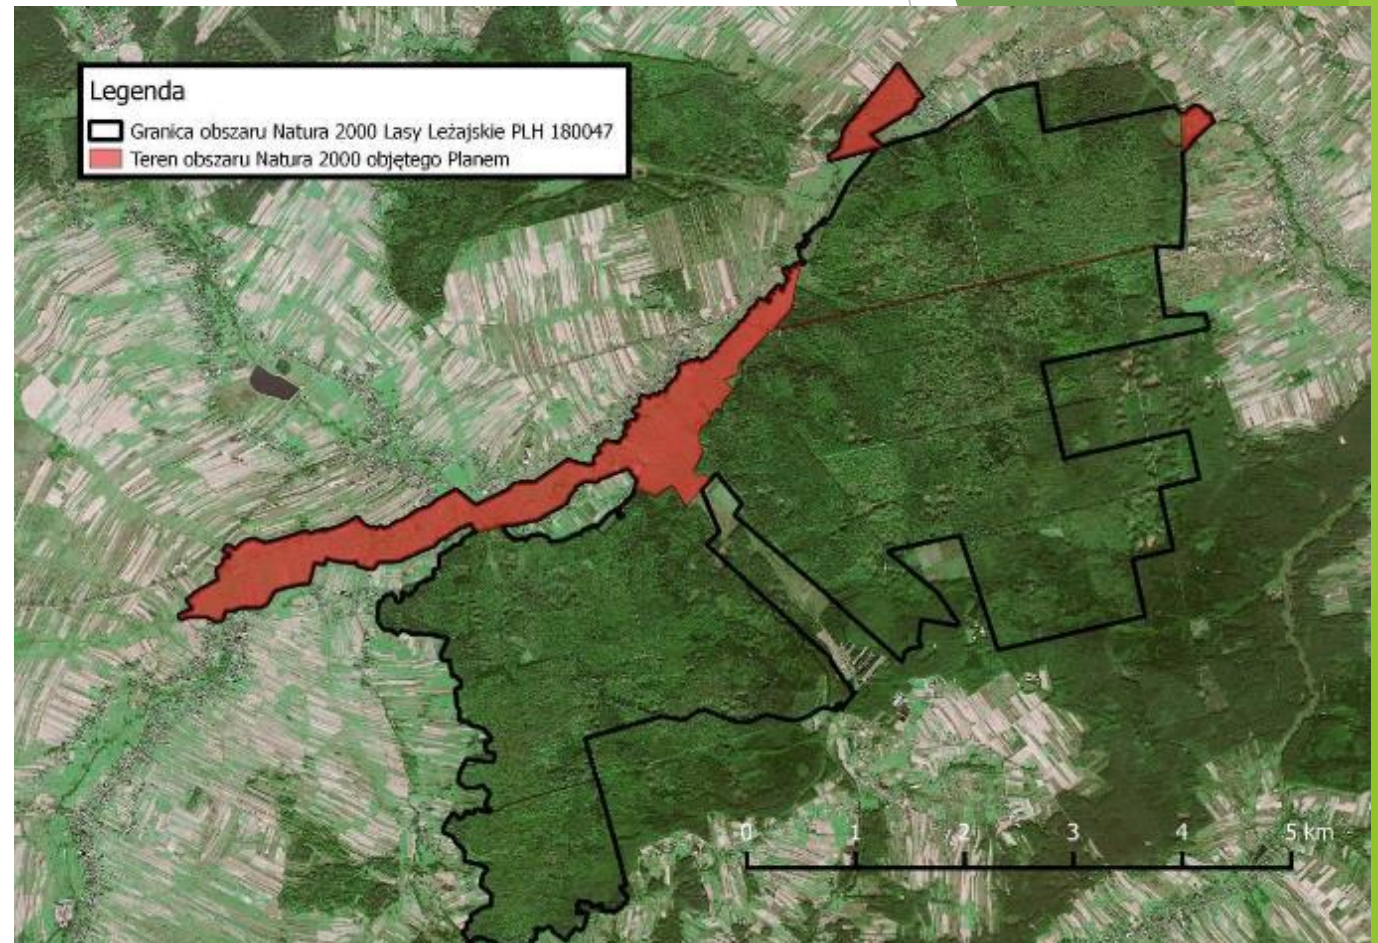 Legenda
Granica obszaru Natura 2000 Lasy Leżajskie PLH 180047
Teren obszaru Natura 2000 objętego Planem
0 1 2 3 4 5 km